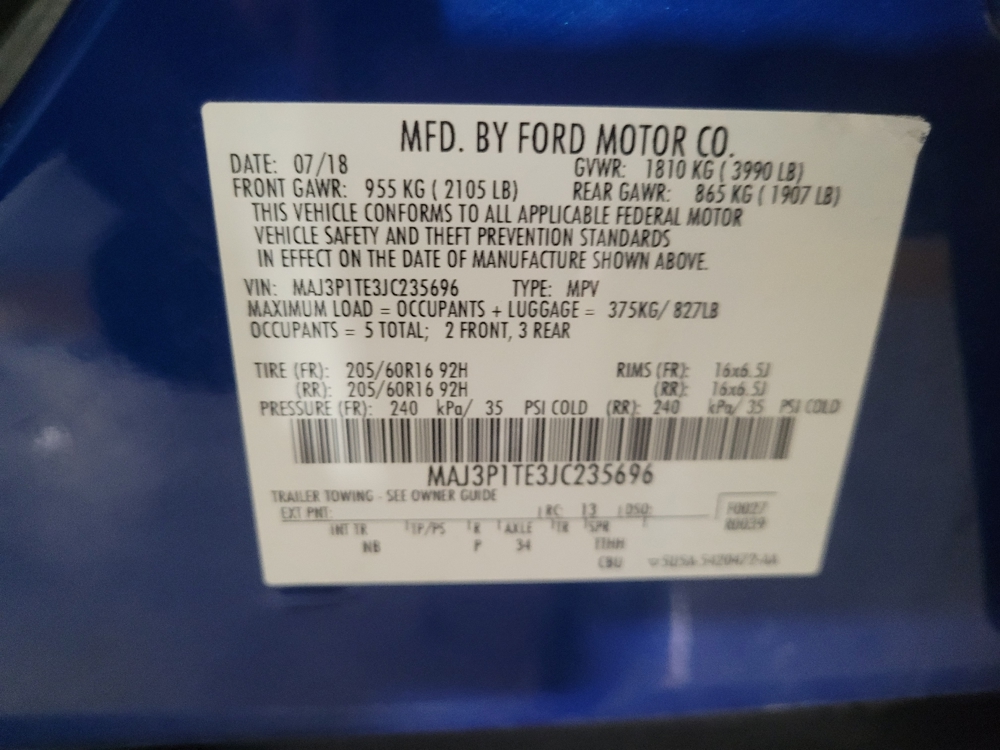 MFD. BY FORD MOTOR CO.
DATE: 07/18 GVWR: 1810 KG ( 3990 LB)
FRONT GAWR: 955 KG ( 2105 LB) REAR GAWR: 865 KG ( 1907 LB)
THIS VEHICLE CONFORMS TO ALL APPLICABLE FEDERAL MOTOR
VEHICLE SAFETY AND THEFT PREVENTION STANDARDS
IN EFFECT ON THE DATE OF MANUFACTURE SHOWN ABOVE.
VIN: MAJ3P1TE3JC235696 TYPE: MPV
MAXIMUM LOAD = OCCUPANTS + LUGGAGE = 375KG/ 827LB
OCCUPANTS = 5 TOTAL; 2 FRONT, 3 REAR
TIRE (FR): 205/60R16 92H RIMS (FR): 16x6.5J
(RR): 205/60R16 92H (RR): 16x6.5J
PRESSURE (FR): 240 kPa/ 35 PSI COLD (RR): 240 kPa/ 35 PSI COLD
MAJ3P1TE3JC235696
TRAILER TOWING - SEE OWNER GUIDE
EXT PNT: RC: 13 DSO:
INT TR TP/PS R AXLE TR SPR
NB P 34
CBU